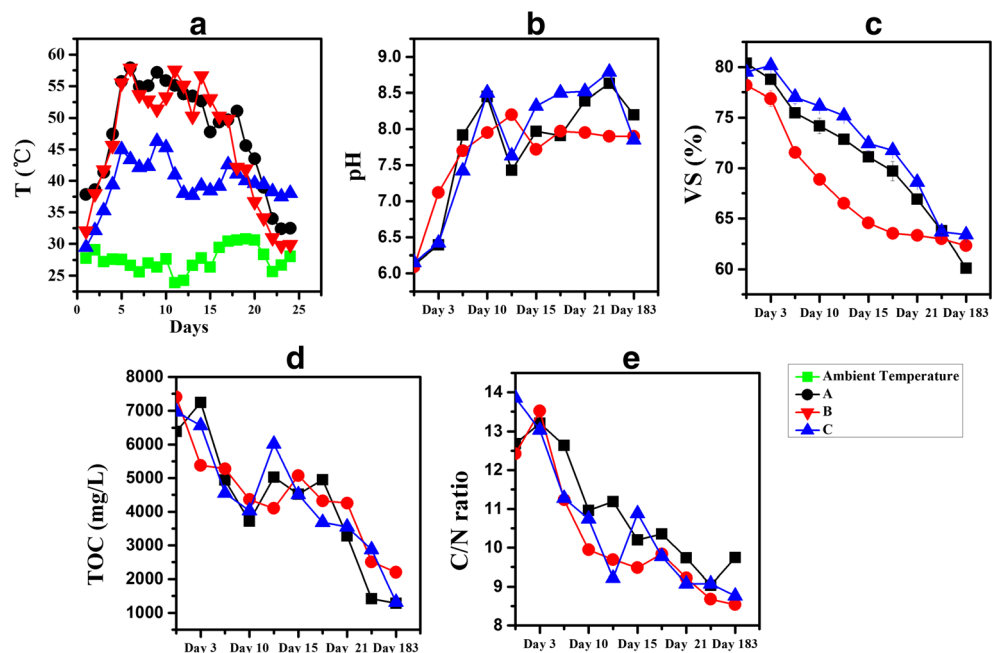 a
60
55
50
45
40
35
30
25
T (℃)
0 5 10 15 20 25
Days
b
9.0
8.5
8.0
7.5
7.0
6.5
6.0
pH
Day 3 Day 10 Day 15 Day 21 Day 183
c
80
75
70
65
60
VS (%)
Day 3 Day 10 Day 15 Day 21 Day 183
d
8000
7000
6000
5000
4000
3000
2000
1000
TOC (mg/L)
Day 3 Day 10 Day 15 Day 21 Day 183
e
14
13
12
11
10
9
8
C/N ratio
Day 3 Day 10 Day 15 Day 21 Day 183
Ambient Temperature
A
B
C